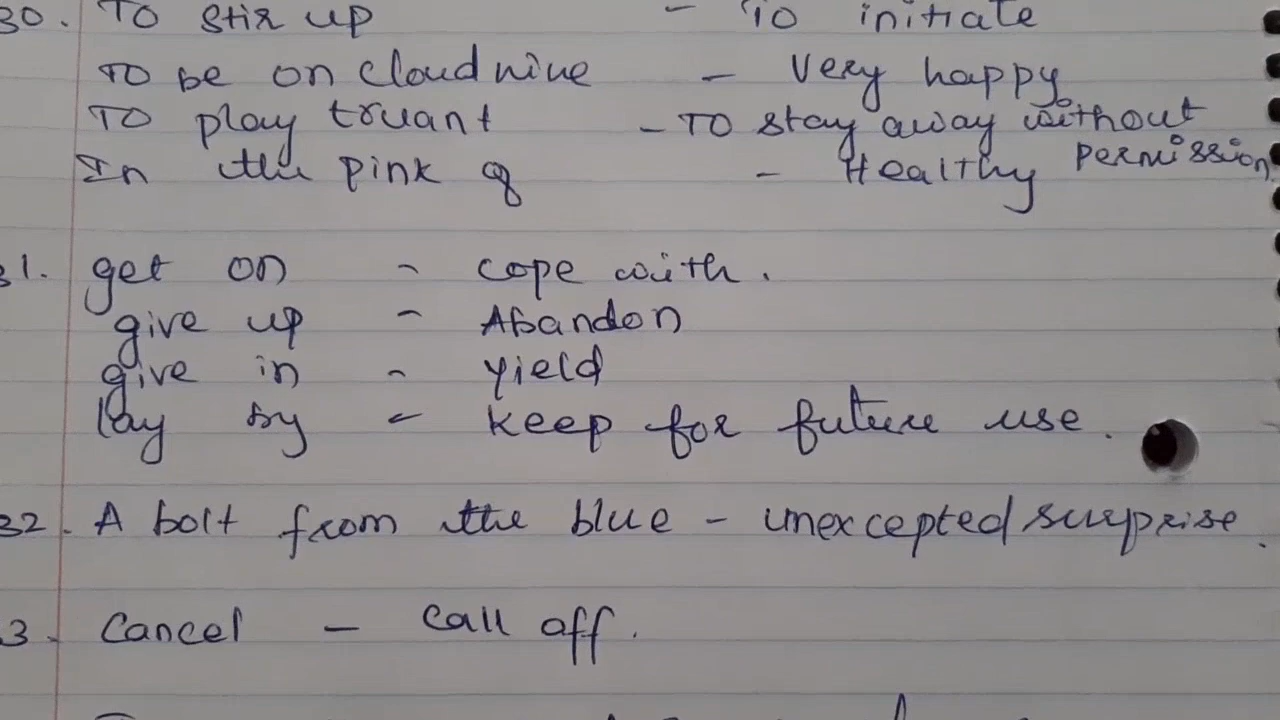 30. To stir up - To initiate
To be on cloud nine - Very happy
To play truant - To stay away without permission.
In the pink of - Healthy
31. get on - cope with.
give up - Abandon
give in - yield
lay by - keep for future use.
32. A bolt from the blue - unexcepted surprise.
3. Cancel - Call off.